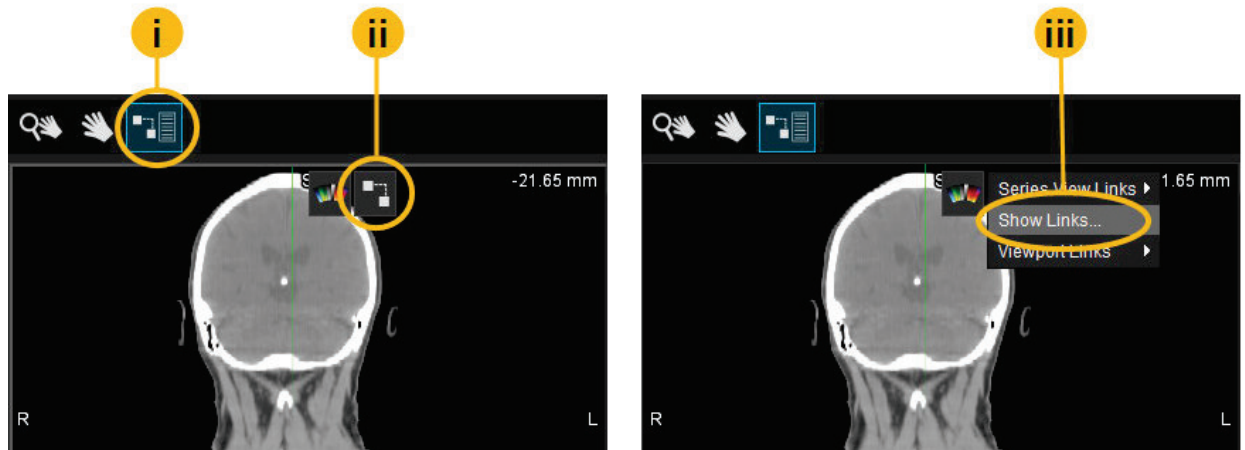 i
ii
iii
S
-21.65 mm
R
L
S
1.65 mm
Series View Links
Show Links...
Viewport Links
R
L